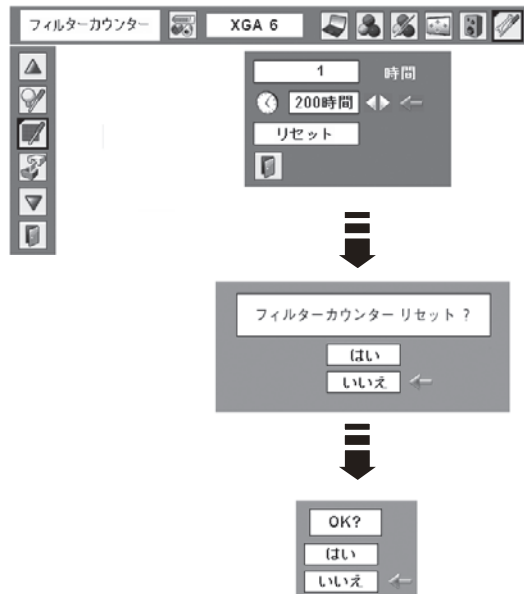 フィルターカウンター XGA 6
1 時間
200時間
リセット
フィルターカウンター リセット ?
はい
いいえ
OK?
はい
いいえ